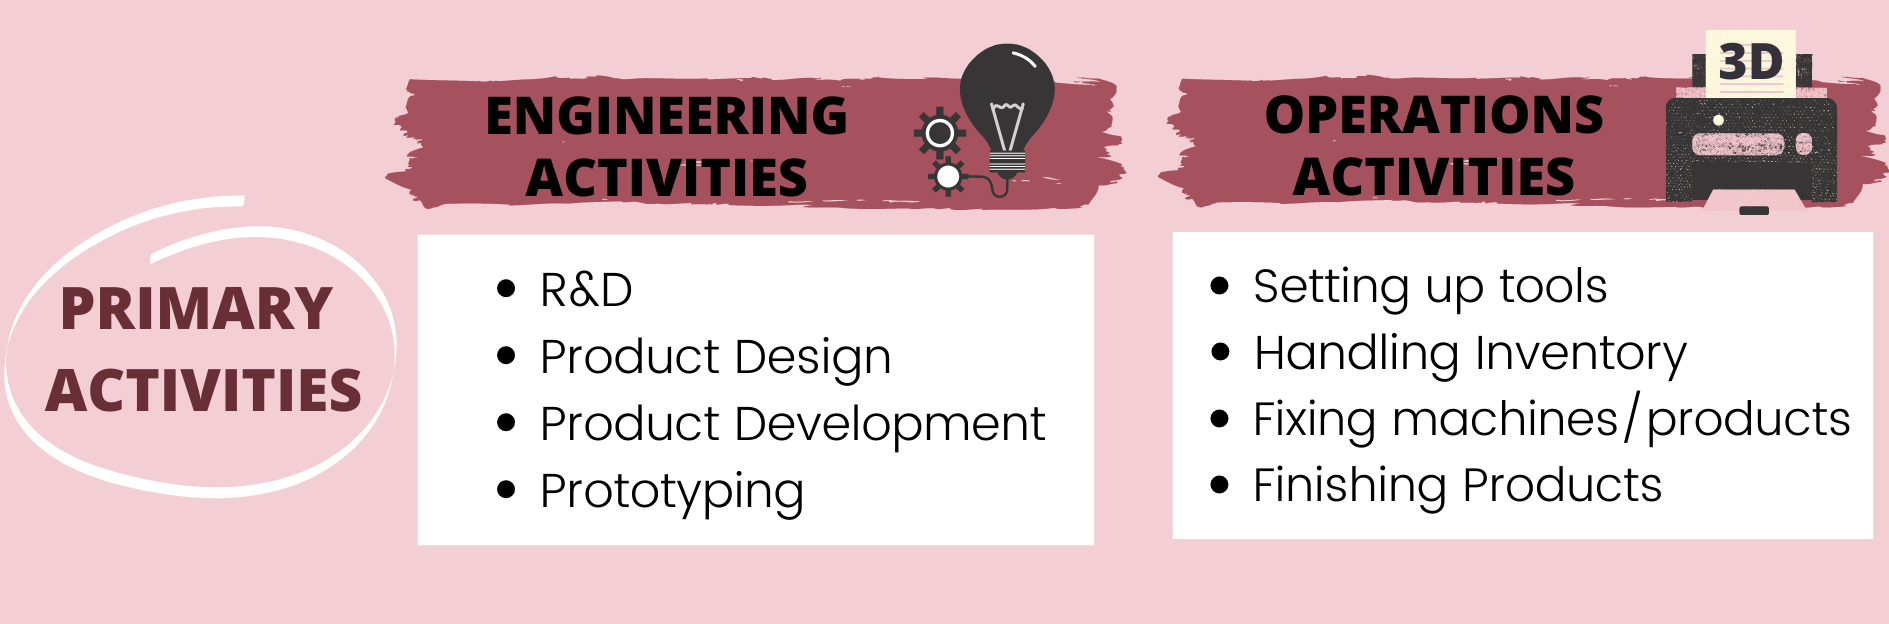 PRIMARY
ACTIVITIES
ENGINEERING
ACTIVITIES
• R&D
• Product Design
• Product Development
• Prototyping
OPERATIONS
ACTIVITIES
3D
• Setting up tools
• Handling Inventory
• Fixing machines/products
• Finishing Products